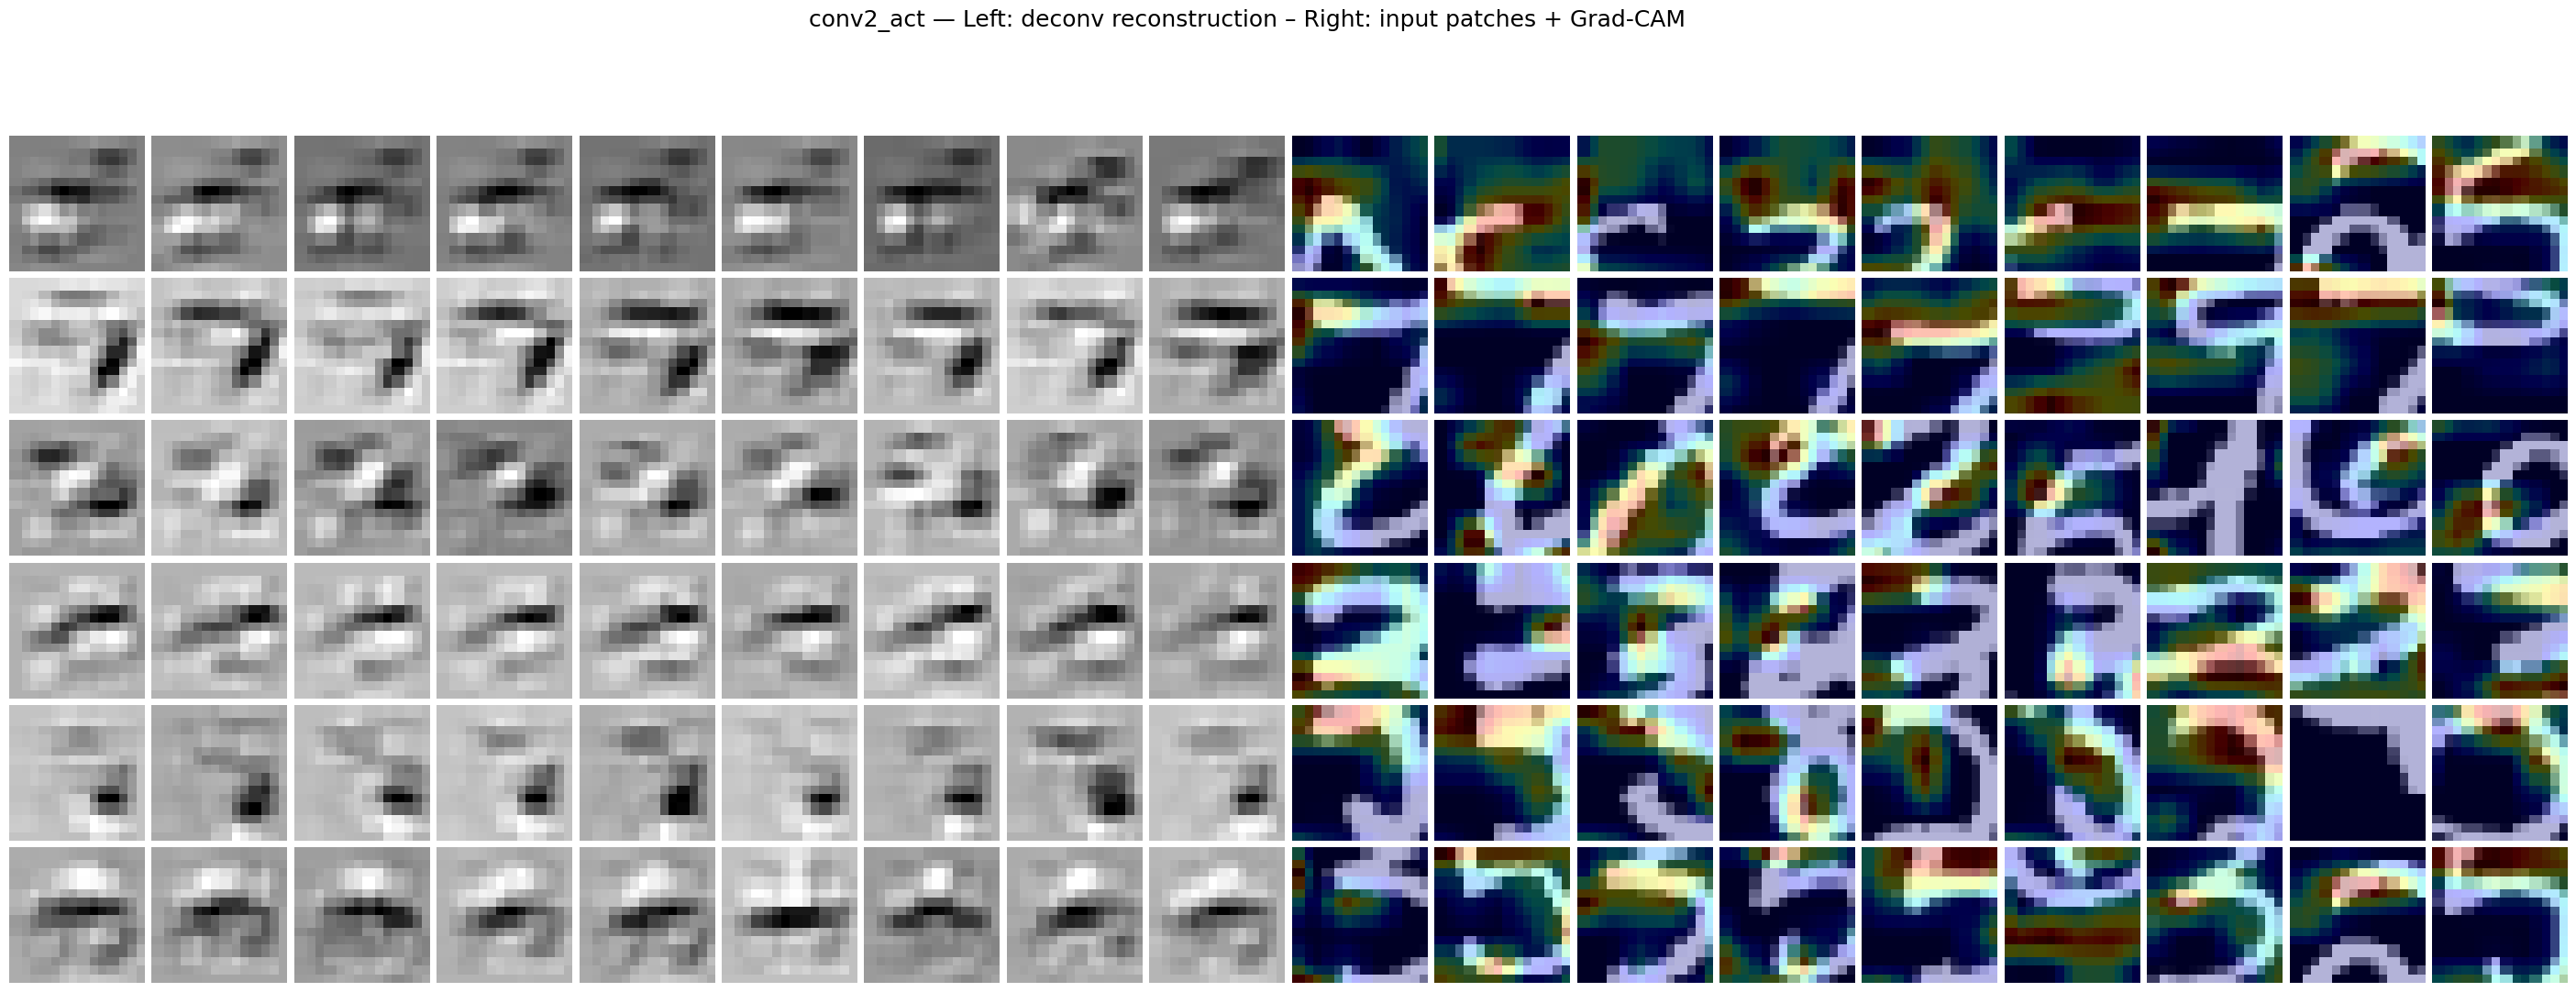 conv2_act — Left: deconv reconstruction – Right: input patches + Grad-CAM